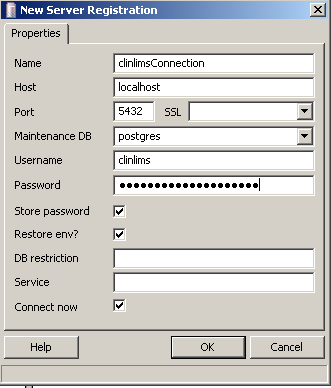 New Server Registration
Properties
Name clinlimsConnection
Host localhost
Port 5432 SSL
Maintenance DB postgres
Username clinlims
Password ••••••••••••••••••••
Store password
Restore env?
DB restriction
Service
Connect now
Help OK Cancel